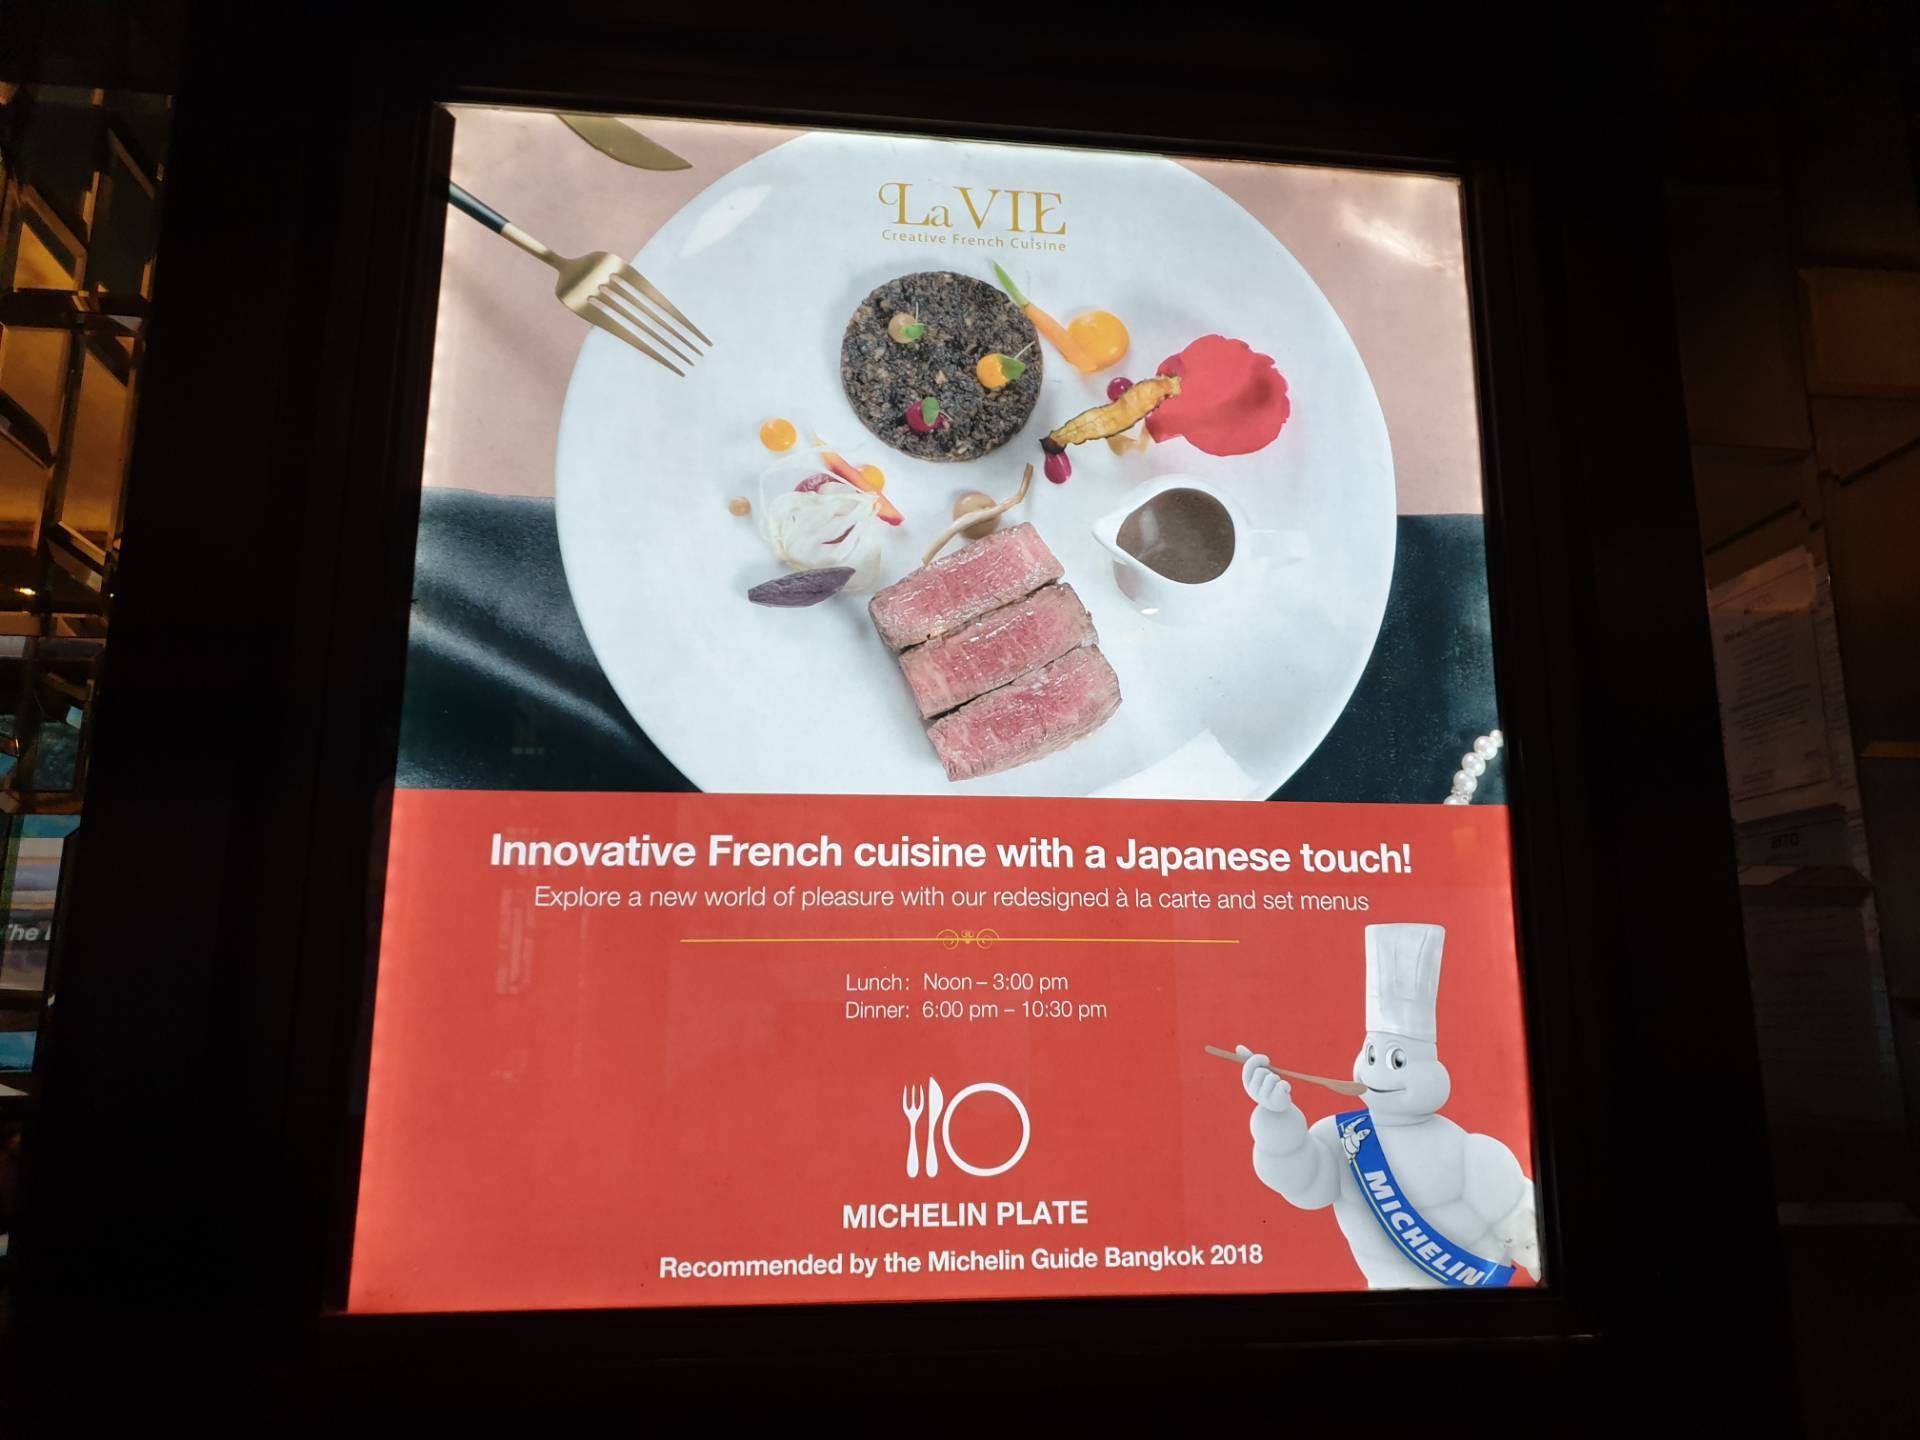 La VIE
Creative French Cuisine
Innovative French cuisine with a Japanese touch!
Explore a new world of pleasure with our redesigned à la carte and set menus
Lunch: Noon – 3:00 pm
Dinner: 6:00 pm – 10:30 pm
MICHELIN PLATE
Recommended by the Michelin Guide Bangkok 2018
MICHELIN